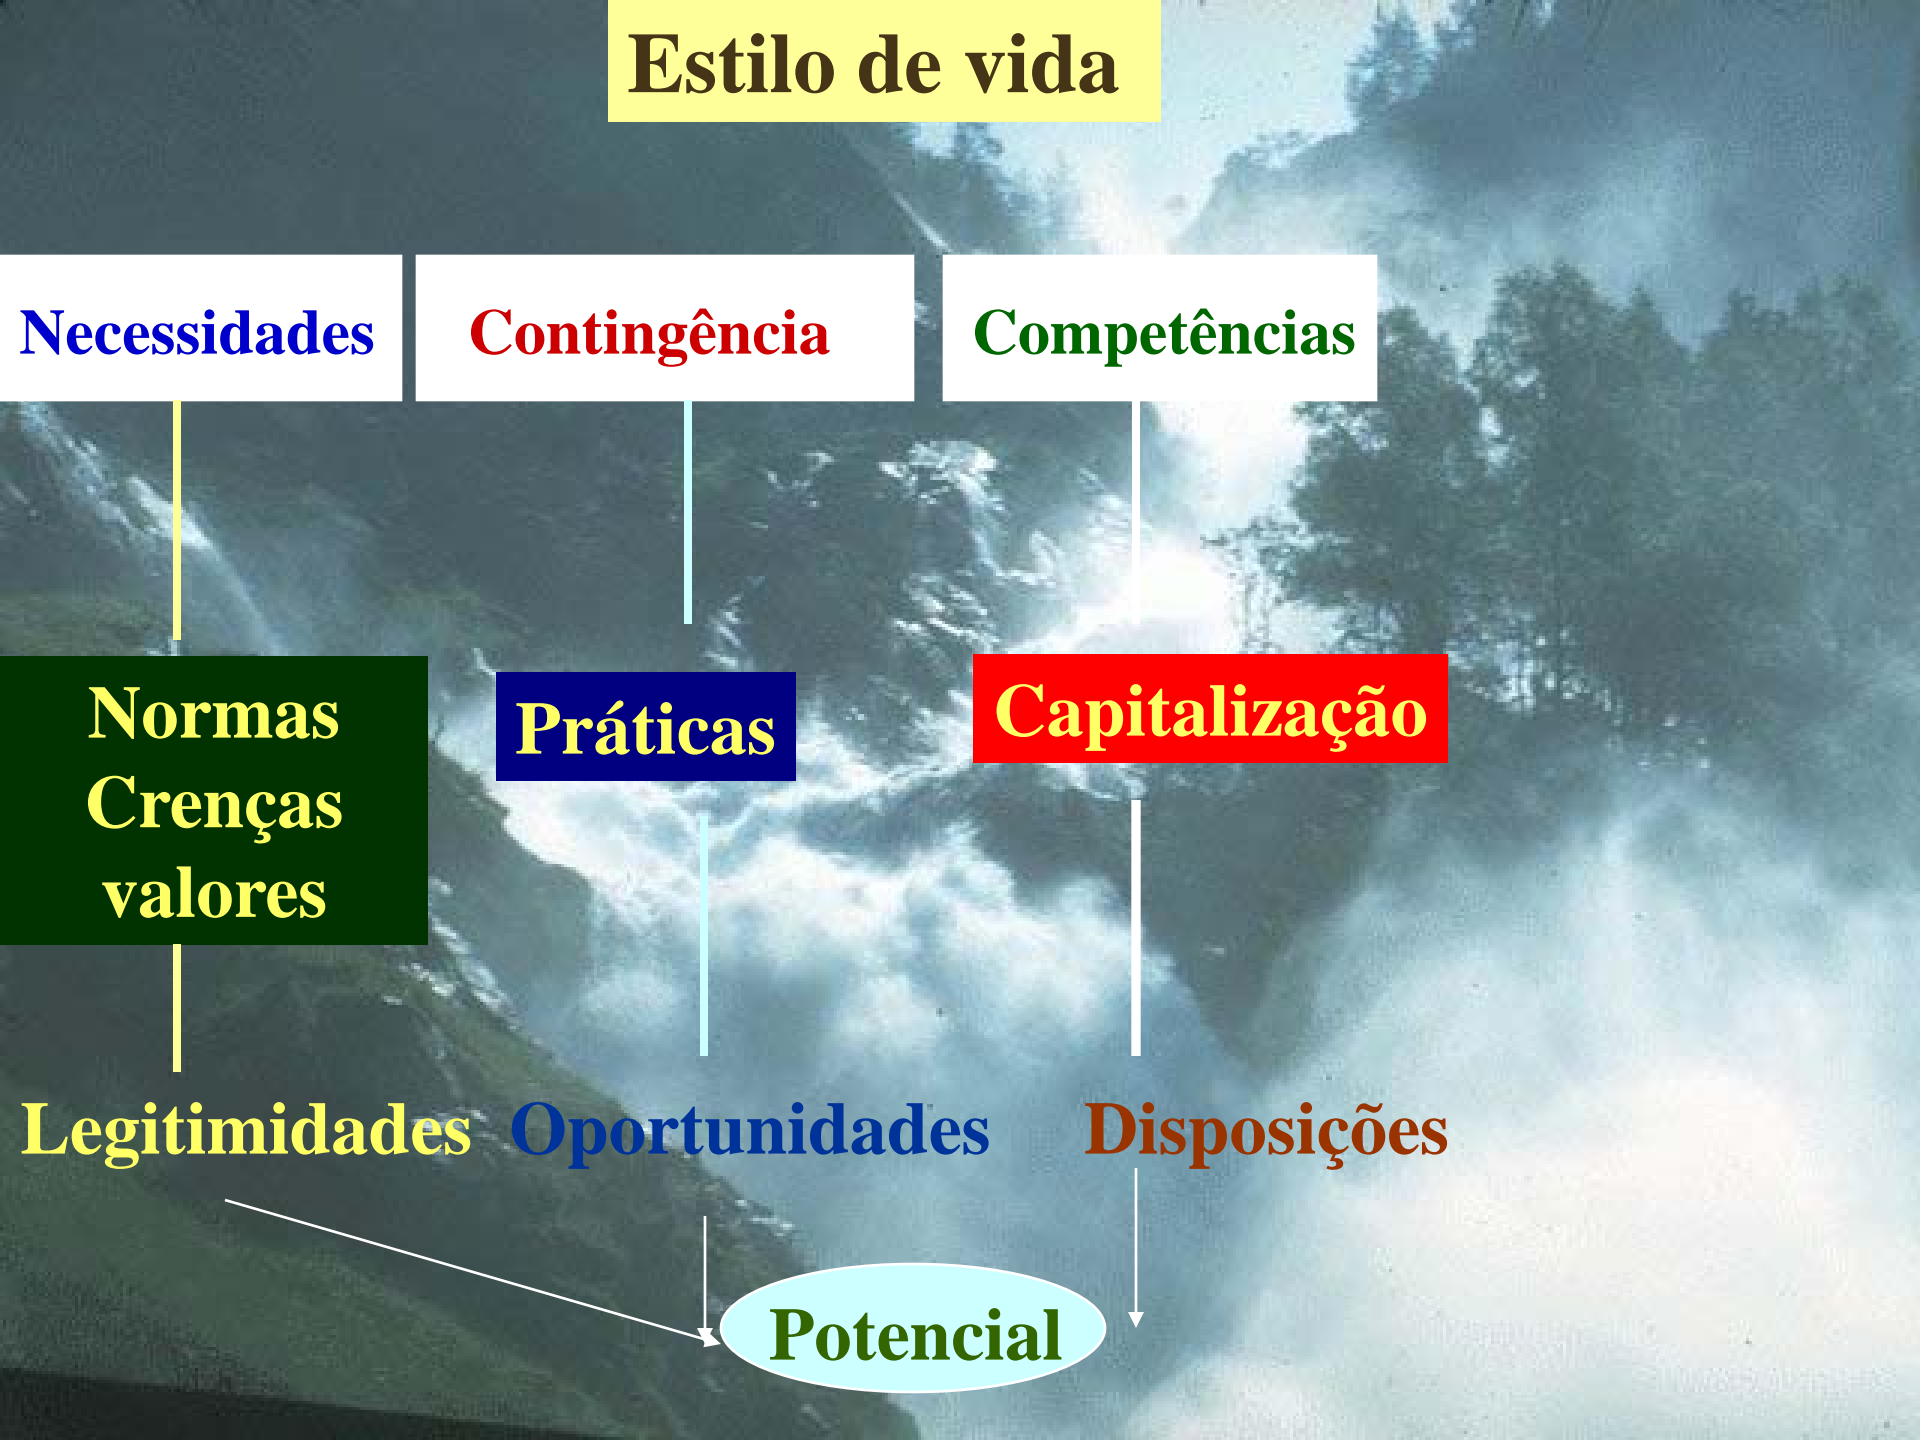 Estilo de vida
Necessidades
Contingência
Competências
Normas
Crenças
valores
Práticas
Capitalização
Legitimidades
Oportunidades
Disposições
Potencial